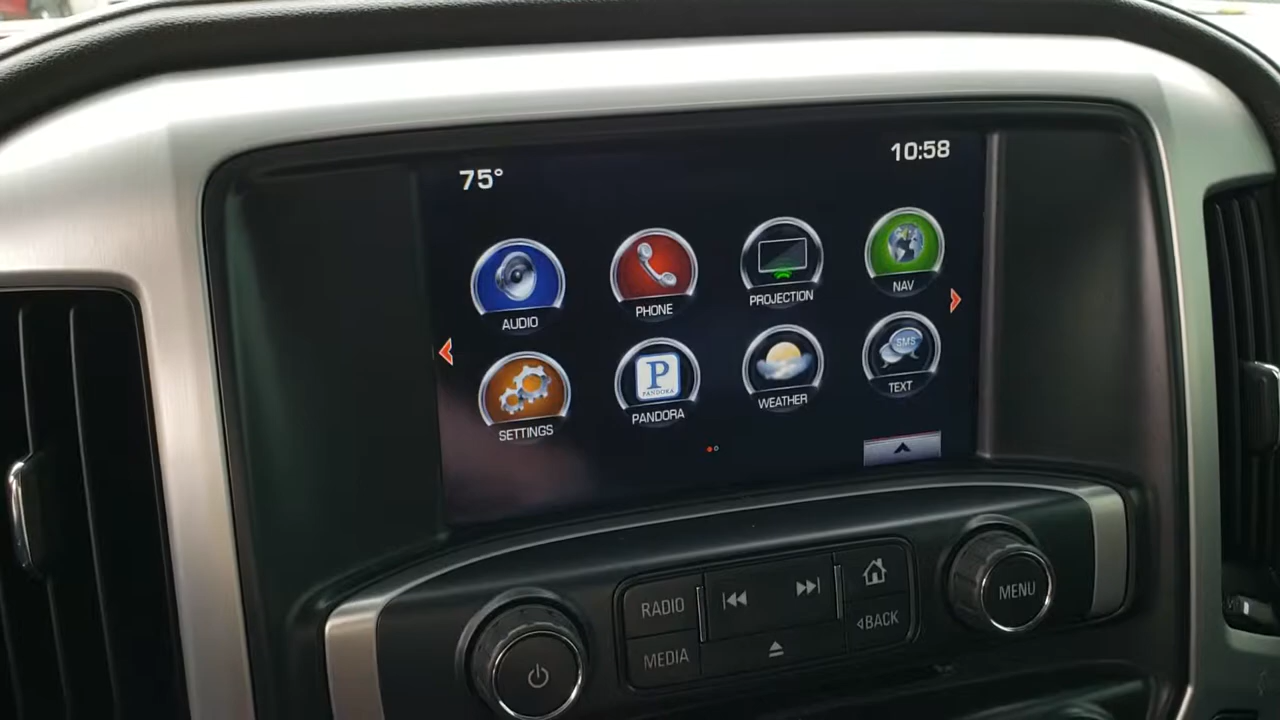 75°
10:58
AUDIO
PHONE
PROJECTION
NAV
SETTINGS
P
PANDORA
PANDORA
WEATHER
SMS
TEXT
RADIO
MEDIA
BACK
MENU